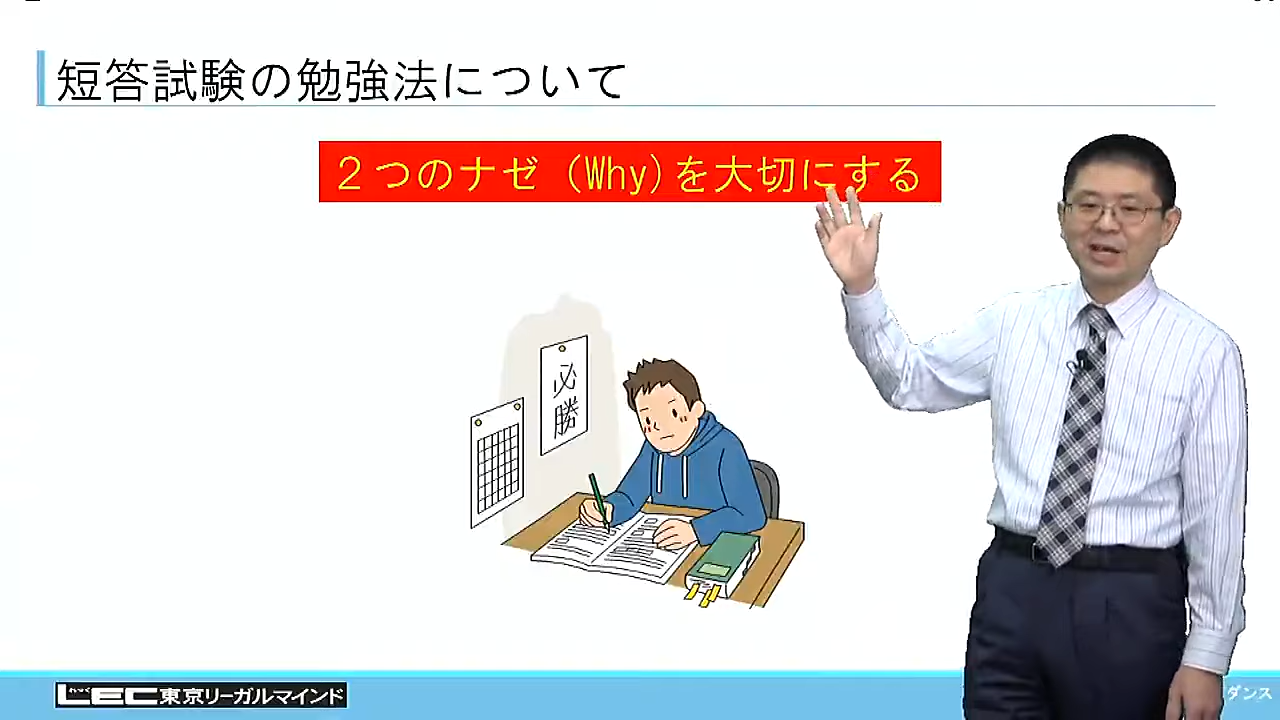 短答試験の勉強法について
２つのナゼ（Why)を大切にする
必
勝
LEC東京リーガルマインド
ダンス